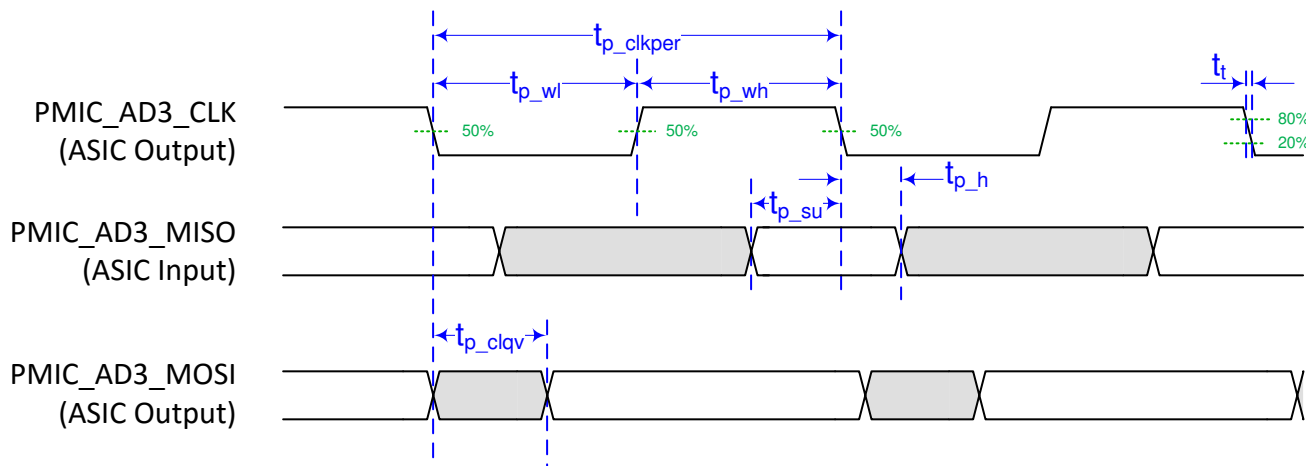 t_p_clkper
t_p_wl
t_p_wh
t_t
PMIC_AD3_CLK
(ASIC Output)
50%
50%
50%
80%
20%
t_p_h
t_p_su
PMIC_AD3_MISO
(ASIC Input)
t_p_clqv
PMIC_AD3_MOSI
(ASIC Output)